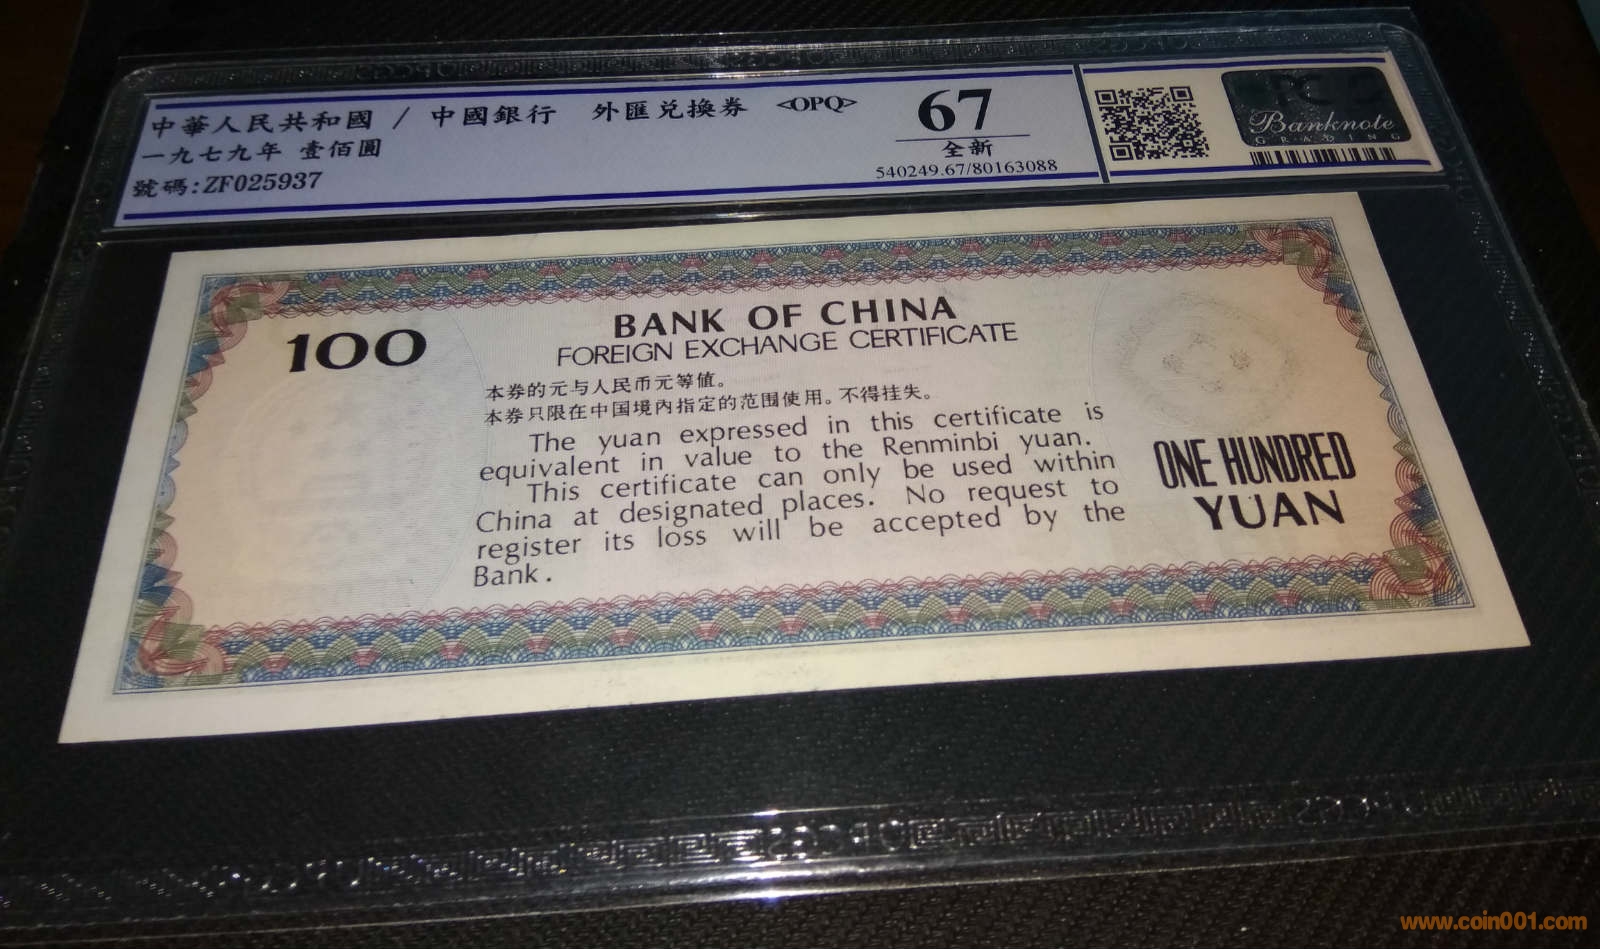 中華人民共和國 / 中國銀行 外匯兌換券 <OPQ>
一九七九年 壹佰圓
號碼:ZF025937
67
全新
540249.67/80163088
PCGS
Banknote
GRADING
100
BANK OF CHINA
FOREIGN EXCHANGE CERTIFICATE
本券的元与人民币元等值。
本券只限在中国境内指定的范围使用。不得挂失。
The yuan expressed in this certificate is
equivalent in value to the Renminbi yuan.
This certificate can only be used within
China at designated places. No request to
register its loss will be accepted by the
Bank.
ONE HUNDRED
YUAN
www.coin001.com